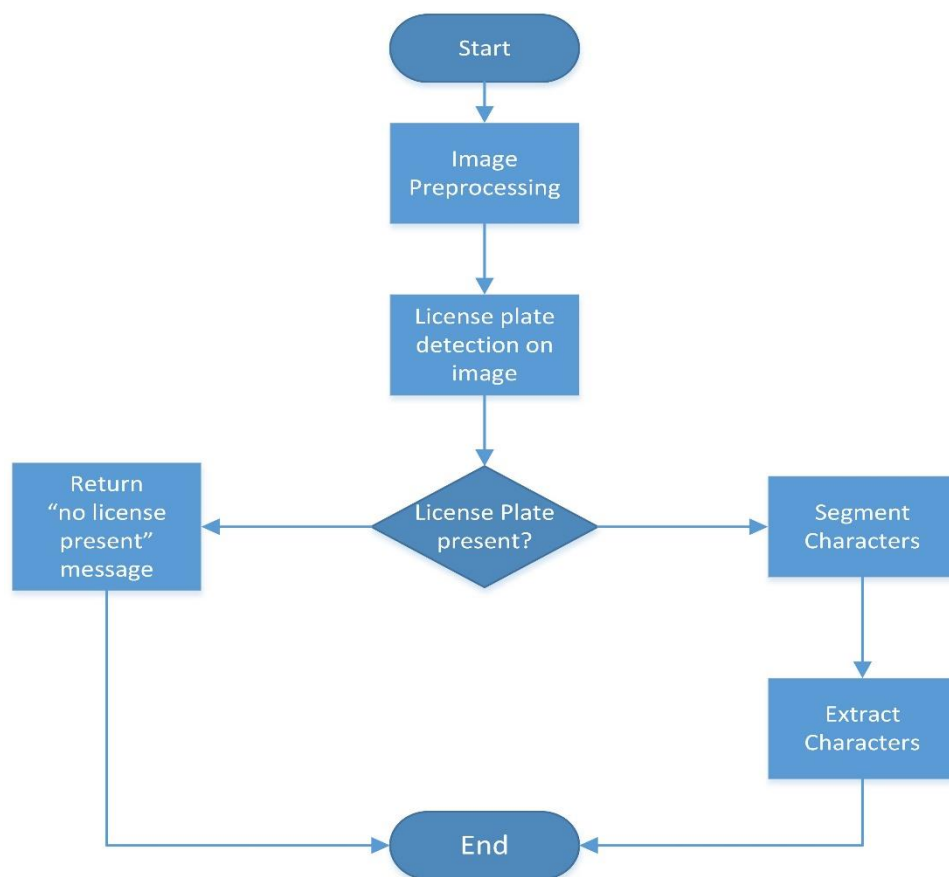 Start
Image
Preprocessing
License plate
detection on
image
License Plate
present?
Return
“no license
present”
message
Segment
Characters
Extract
Characters
End